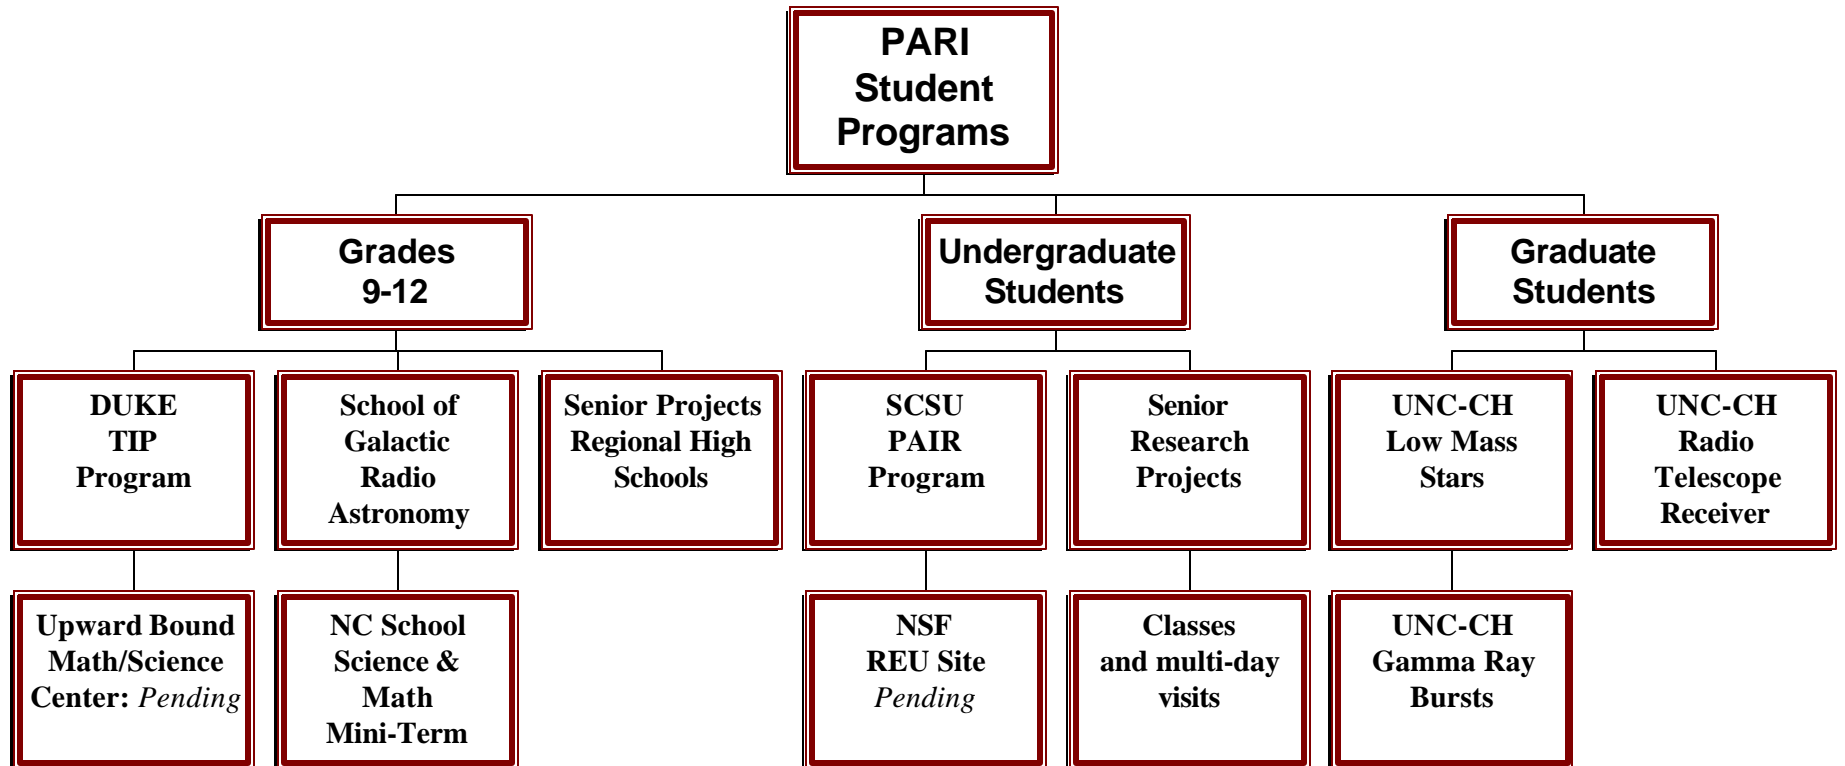 PARI
Student
Programs
Grades
9-12
Undergraduate
Students
Graduate
Students
DUKE
TIP
Program
School of
Galactic
Radio
Astronomy
Senior Projects
Regional High
Schools
SCSU
PAIR
Program
Senior
Research
Projects
UNC-CH
Low Mass
Stars
UNC-CH
Radio
Telescope
Receiver
Upward Bound
Math/Science
Center: Pending
NC School
Science &
Math
Mini-Term
NSF
REU Site
Pending
Classes
and multi-day
visits
UNC-CH
Gamma Ray
Bursts